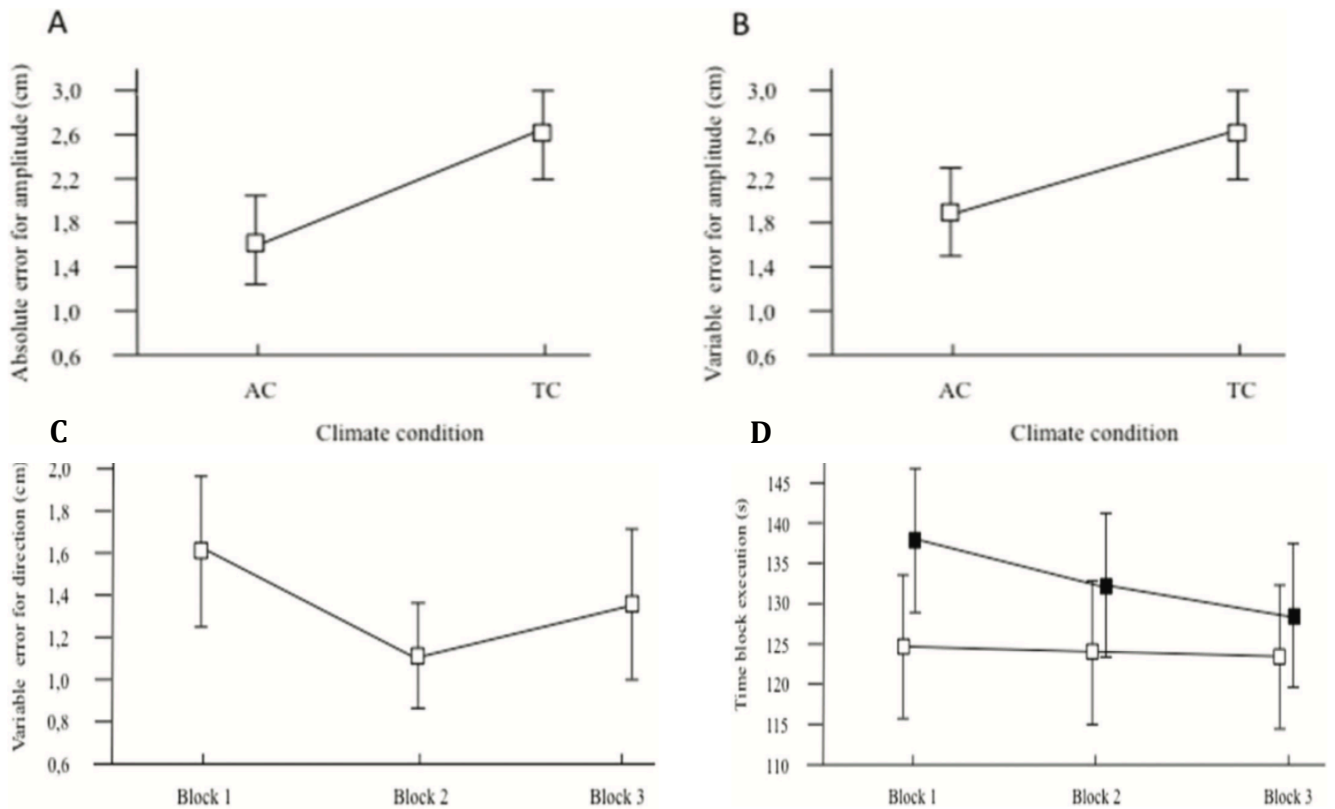 A
Absolute error for amplitude (cm)
3,0
2,6
2,2
1,8
1,4
1,0
0,6
AC TC
Climate condition
B
Variable error for amplitude (cm)
3,0
2,6
2,2
1,8
1,4
1,0
0,6
AC TC
Climate condition
C
Variable error for direction (cm)
2,0
1,8
1,6
1,4
1,2
1,0
0,8
0,6
Block 1 Block 2 Block 3
D
Time block execution (s)
145
140
135
130
125
120
115
110
Block 1 Block 2 Block 3